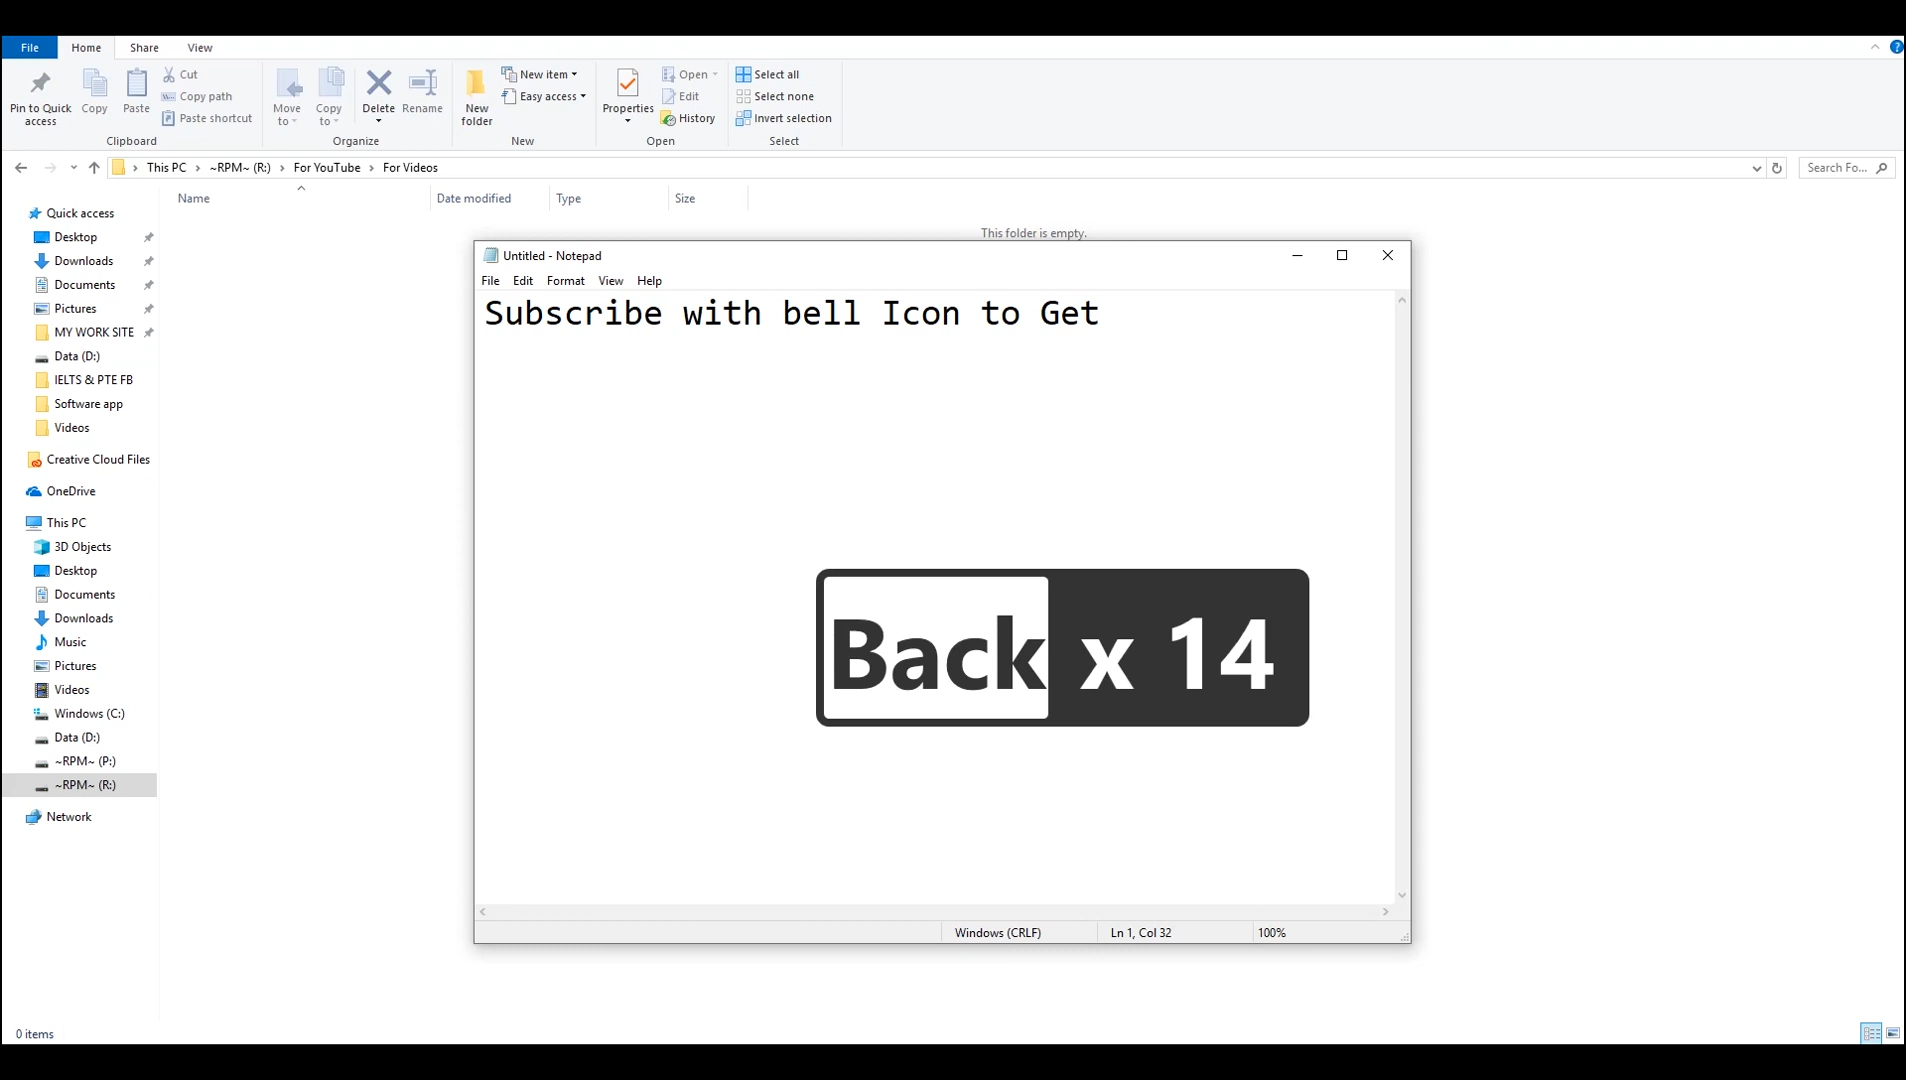 File Home Share View
Pin to Quick access
Copy
Paste
Cut
Copy path
Paste shortcut
Clipboard
Move to
Copy to
Delete
Rename
Organize
New folder
New item
Easy access
New
Properties
Open
Edit
History
Open
Select all
Select none
Invert selection
Select
This PC > ~RPM~ (R:) > For YouTube > For Videos
Search Fo...
Name Date modified Type Size
This folder is empty.
Quick access
Desktop
Downloads
Documents
Pictures
MY WORK SITE
Data (D:)
IELTS & PTE FB
Software app
Videos
Creative Cloud Files
OneDrive
This PC
3D Objects
Desktop
Documents
Downloads
Music
Pictures
Videos
Windows (C:)
Data (D:)
~RPM~ (P:)
~RPM~ (R:)
Network
0 items
Untitled - Notepad
File Edit Format View Help
Subscribe with bell Icon to Get
Back x 14
Windows (CRLF) Ln 1, Col 32 100%